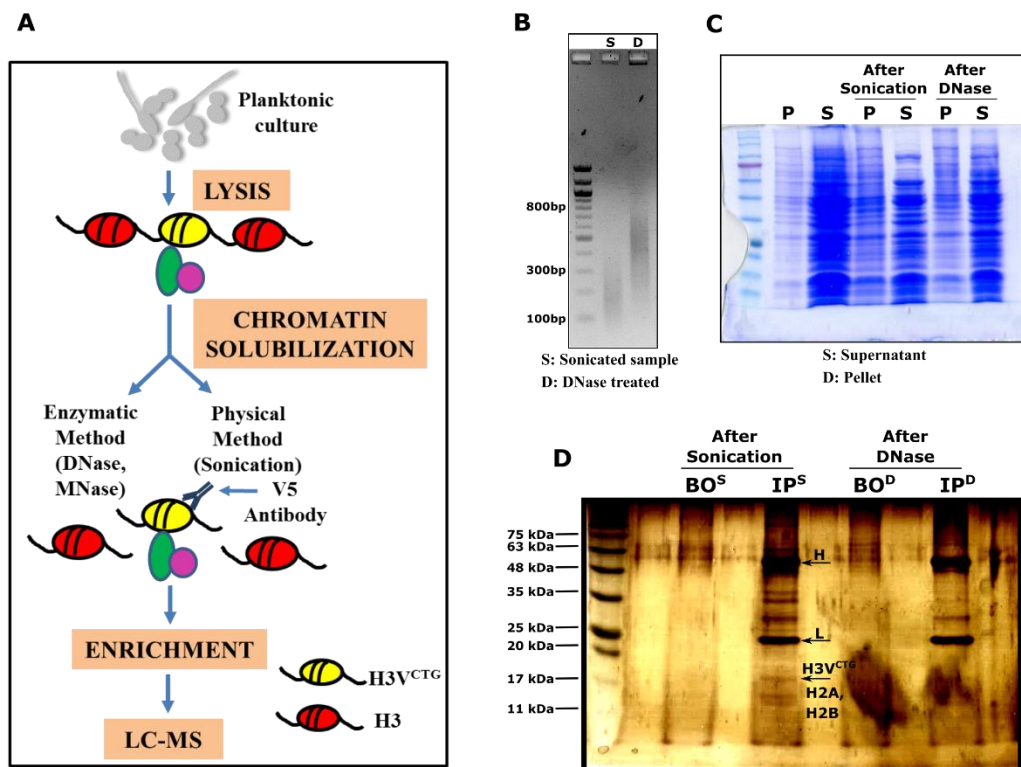 A
Planktonic
culture
LYSIS
CHROMATIN
SOLUBILIZATION
Enzymatic
Method
(DNase,
MNase)
Physical
Method
(Sonication)
V5
Antibody
ENRICHMENT
H3V^CTG
H3
LC-MS
B
S D
800bp
300bp
100bp
S: Sonicated sample
D: DNase treated
C
After
Sonication
After
DNase
P S P S P S
S: Supernatant
D: Pellet
D
After
Sonication
After
DNase
BO^S IP^S BO^D IP^D
75 kDa
63 kDa
48 kDa
35 kDa
25 kDa
20 kDa
17 kDa
11 kDa
H
L
H3V^CTG
H2A,
H2B